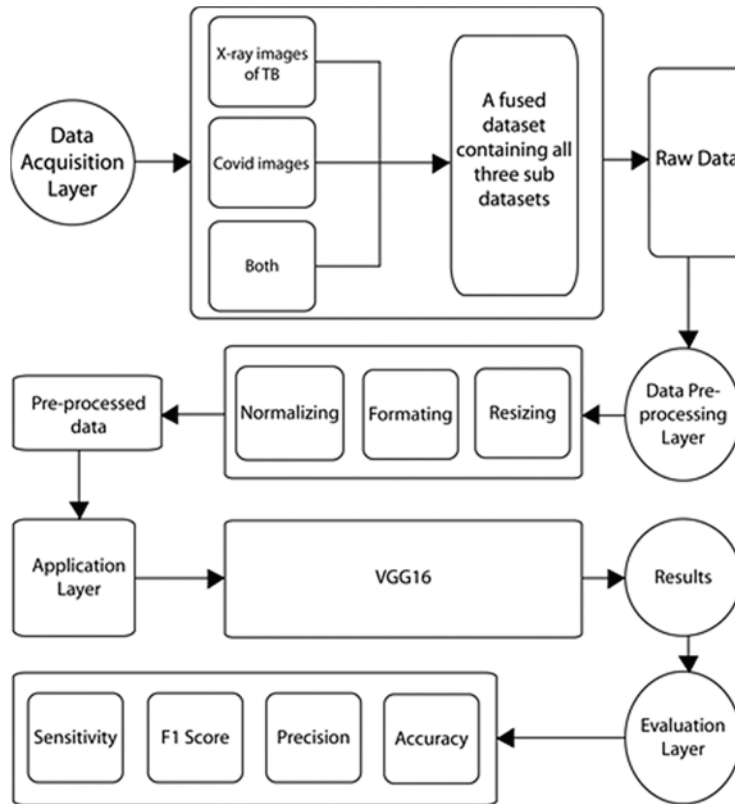 X-ray images
of TB
Data
Acquisition
Layer
Covid images
Both
A fused
dataset
containing all
three sub
datasets
Raw Data
Data Pre-
processing
Layer
Resizing
Formating
Normalizing
Pre-processed
data
Application
Layer
VGG16
Results
Evaluation
Layer
Sensitivity
F1 Score
Precision
Accuracy